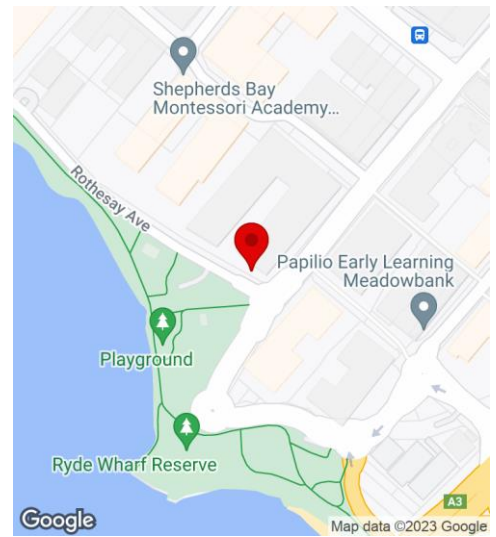 Shepherds Bay
Montessori Academy...
Rothesay Ave
Papilio Early Learning
Meadowbank
Playground
Ryde Wharf Reserve
A3
Google
Map data ©2023 Google